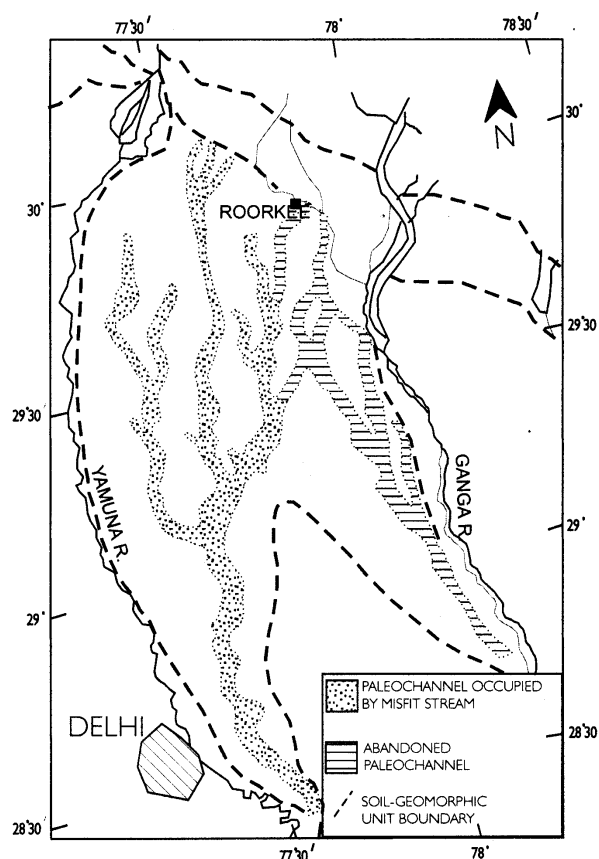 77°30'
78°
78°30'
30°
N
30°
ROORKEE
29°30'
29°30'
YAMUNA R.
GANGA R.
29°
29°
PALEOCHANNEL OCCUPIED
BY MISFIT STREAM
DELHI
28°30'
ABANDONED
PALEOCHANNEL
SOIL-GEOMORPHIC
UNIT BOUNDARY
28°30'
77°30'
78°